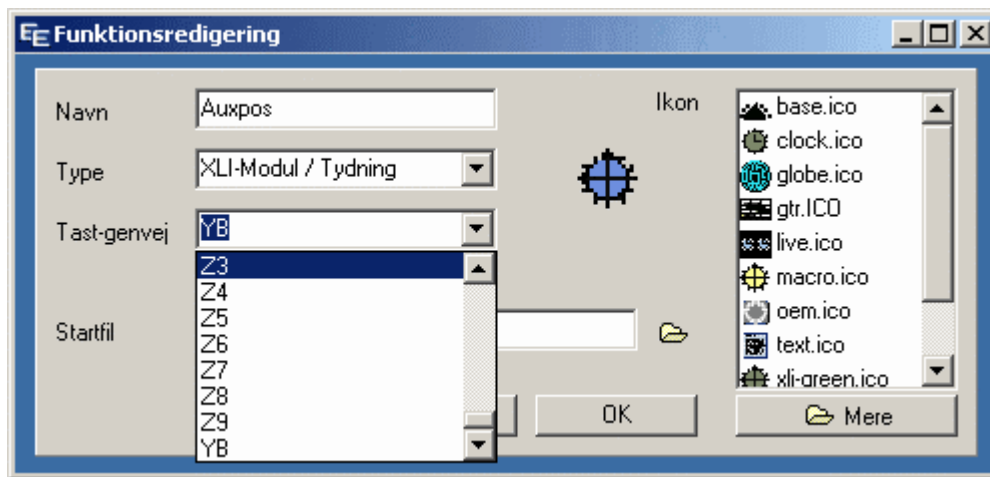 EE Funktionsredigering
Navn
Auxpos
Ikon
Type
XLI-Modul / Tydning
Tast-genvej
YB
Z3
Z4
Z5
Z6
Z7
Z8
Z9
YB
Startfil
OK
base.ico
clock.ico
globe.ico
gtr.ICO
live.ico
macro.ico
oem.ico
text.ico
xli-green.ico
Mere